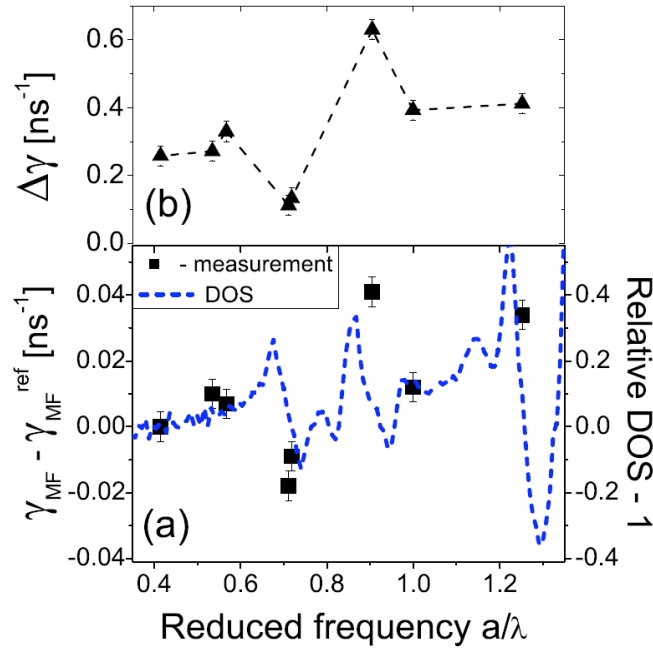 0.6
0.4
0.2
0.0
Δγ [ns⁻¹]
(b)
■ - measurement
DOS
0.04
0.02
0.00
-0.02
-0.04
γ_MF - γ_MF^ref [ns⁻¹]
(a)
0.4
0.2
0.0
-0.2
-0.4
Relative DOS - 1
0.4 0.6 0.8 1.0 1.2
Reduced frequency a/λ